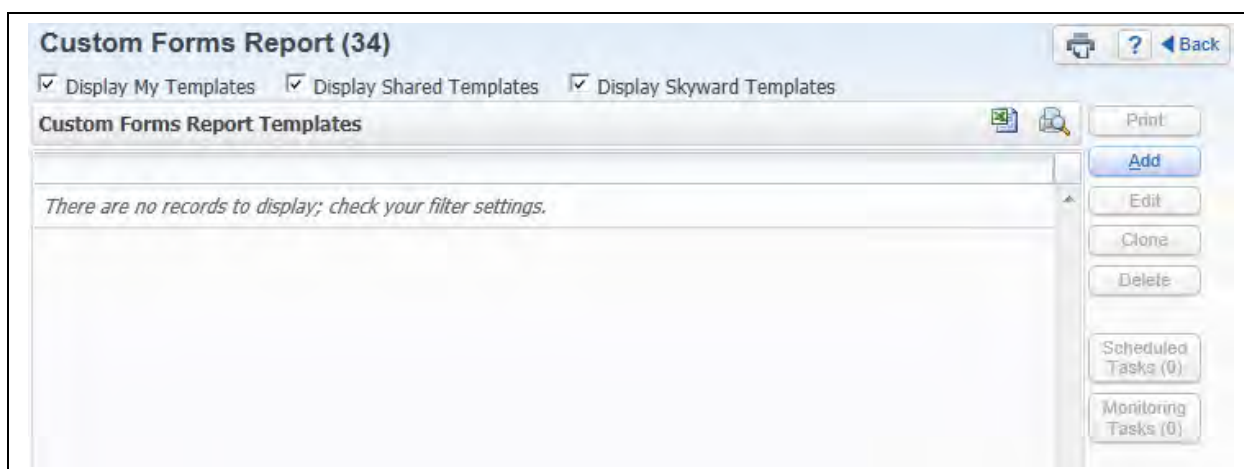 Custom Forms Report (34)
? Back
Display My Templates Display Shared Templates Display Skyward Templates
Custom Forms Report Templates
Print
Add
There are no records to display; check your filter settings.
Edit
Clone
Delete
Scheduled
Tasks (0)
Monitoring
Tasks (0)